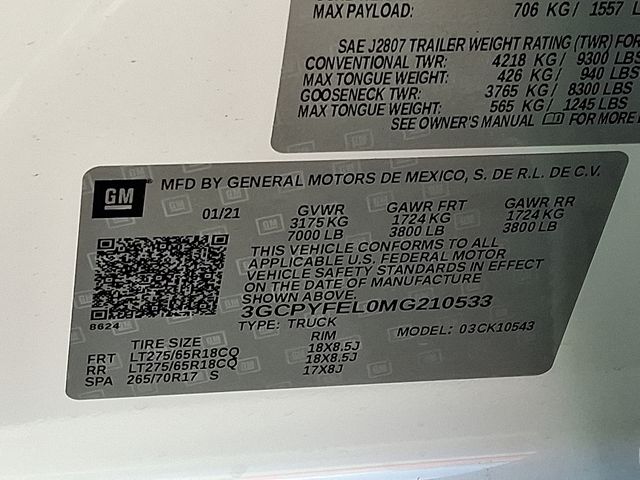 MAX PAYLOAD: 706 KG/ 1557 L
SAE J2807 TRAILER WEIGHT RATING (TWR) FOR
CONVENTIONAL TWR: 4218 KG/ 9300 LBS
MAX TONGUE WEIGHT: 426 KG/ 940 LBS
GOOSENECK TWR: 3765 KG/ 8300 LBS
MAX TONGUE WEIGHT: 565 KG/ 1245 LBS
SEE OWNER'S MANUAL FOR MORE
GM
MFD BY GENERAL MOTORS DE MEXICO, S. DE R.L. DE C.V.
01/21 GVWR GAWR FRT GAWR RR
3175 KG 1724 KG 1724 KG
7000 LB 3800 LB 3800 LB
THIS VEHICLE CONFORMS TO ALL
APPLICABLE U.S. FEDERAL MOTOR
VEHICLE SAFETY STANDARDS IN EFFECT
ON THE DATE OF MANUFACTURE
SHOWN ABOVE.
3GCPYFEL0MG210533
B624
TYPE: TRUCK MODEL: 03CK10543
TIRE SIZE RIM
FRT LT275/65R18CQ 18X8.5J
RR LT275/65R18CQ 18X8.5J
SPA 265/70R17 S 17X8J